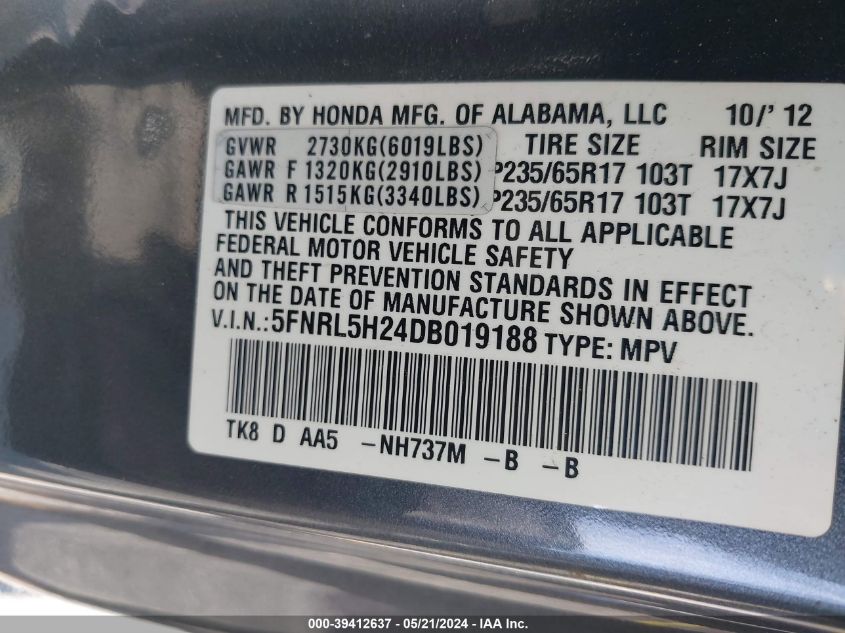 MFD. BY HONDA MFG. OF ALABAMA, LLC 10/'12
GVWR 2730KG(6019LBS) TIRE SIZE RIM SIZE
GAWR F 1320KG(2910LBS) P235/65R17 103T 17X7J
GAWR R 1515KG(3340LBS) P235/65R17 103T 17X7J
THIS VEHICLE CONFORMS TO ALL APPLICABLE
FEDERAL MOTOR VEHICLE SAFETY
AND THEFT PREVENTION STANDARDS IN EFFECT
ON THE DATE OF MANUFACTURE SHOWN ABOVE.
V.I.N.:5FNRL5H24DB019188 TYPE: MPV
TK8 D AA5 -NH737M -B -B
000-39412637 - 05/21/2024 - IAA Inc.